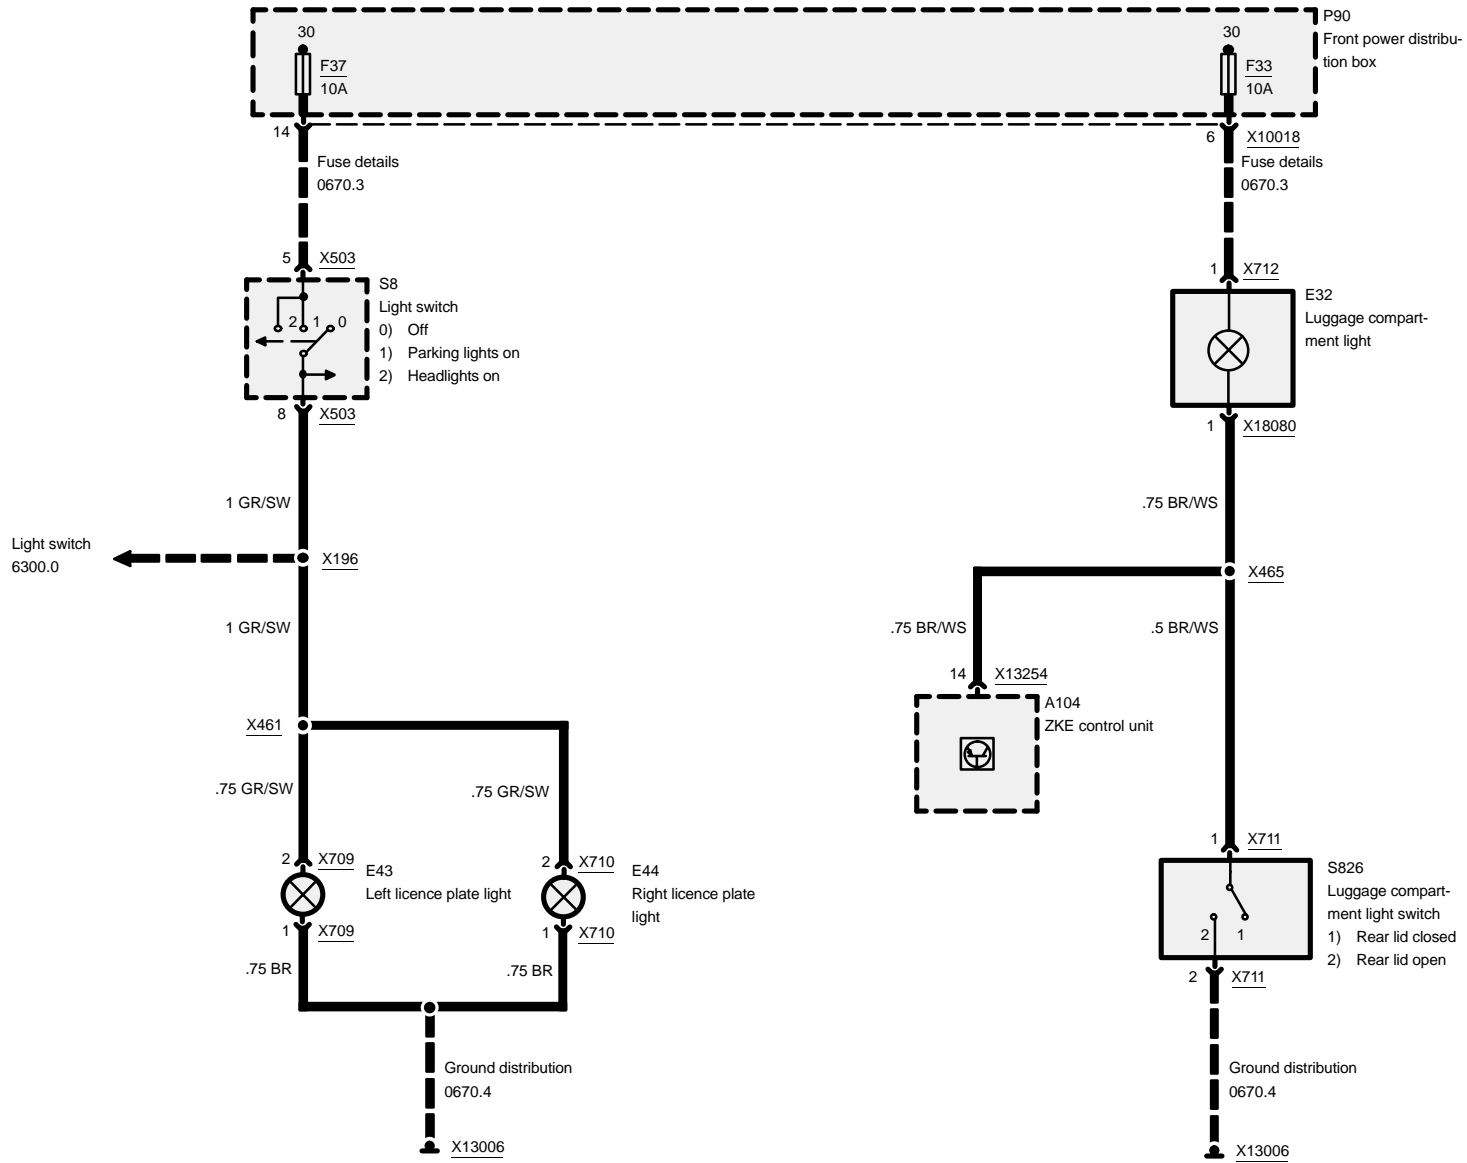 P90
Front power distribu-
tion box
30
F37
10A
30
F33
10A
14
6
X10018
Fuse details
0670.3
Fuse details
0670.3
5
X503
S8
Light switch
0) Off
1) Parking lights on
2) Headlights on
2
1
0
8
X503
1
X712
E32
Luggage compart-
ment light
1
X18080
1 GR/SW
.75 BR/WS
Light switch
6300.0
X196
X465
1 GR/SW
.75 BR/WS
.5 BR/WS
14
X13254
A104
ZKE control unit
X461
.75 GR/SW
.75 GR/SW
2
X709
E43
Left licence plate light
1
X709
2
X710
E44
Right licence plate
light
1
X710
1
X711
S826
Luggage compart-
ment light switch
1) Rear lid closed
2) Rear lid open
2
1
2
X711
.75 BR
.75 BR
Ground distribution
0670.4
Ground distribution
0670.4
X13006
X13006